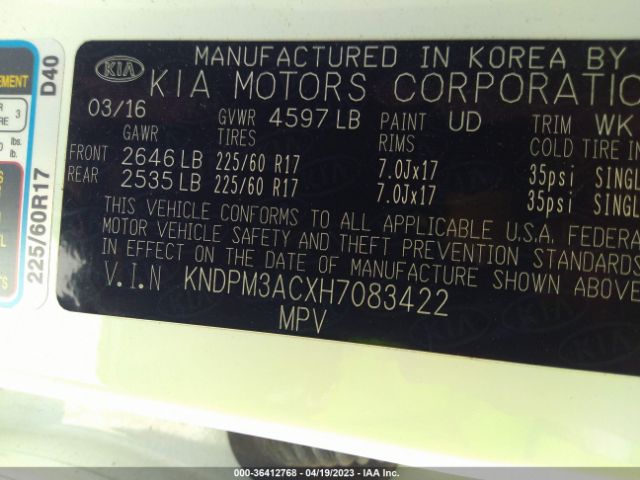 MANUFACTURED IN KOREA BY
KIA KIA MOTORS CORPORATIO
03/16 GVWR 4597 LB PAINT UD TRIM WK
GAWR TIRES RIMS COLD TIRE IN
FRONT 2646 LB 225/60 R17 7.0Jx17 35psi SINGL
REAR 2535 LB 225/60 R17 7.0Jx17 35psi SINGL
THIS VEHICLE CONFORMS TO ALL APPLICABLE U.S.A. FEDERA
MOTOR VEHICLE SAFETY AND THEFT PREVENTION STANDARDS
IN EFFECT ON THE DATE OF MANUFACTURE SHOWN ABOVE
V.I.N KNDPM3ACXH7083422
MPV
D40
225/60R17
EMENT
R
RE 3
lb.
000-36412768 - 04/19/2023 - IAA Inc.